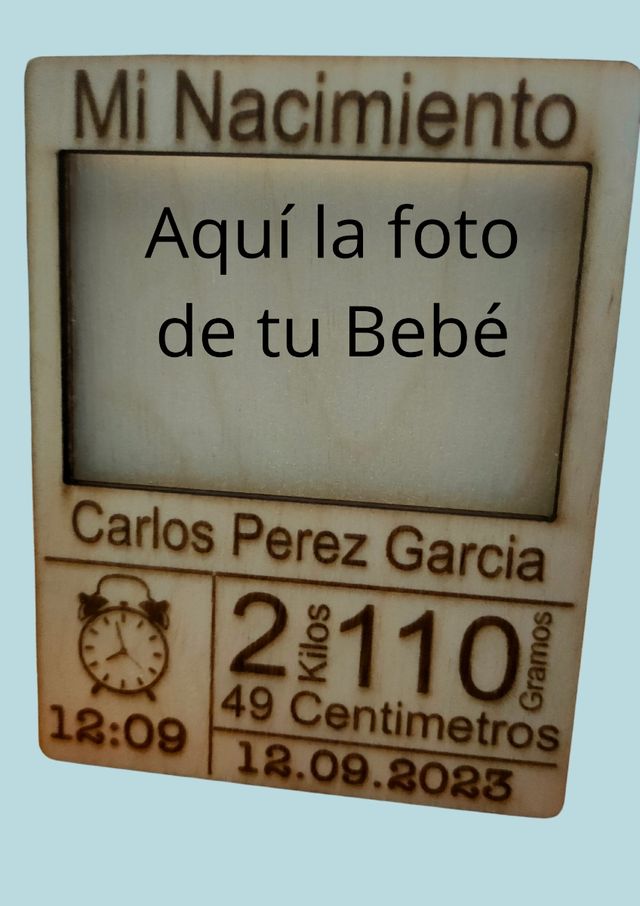 Mi Nacimiento
Aquí la foto
de tu Bebé
Carlos Perez Garcia
12:09
2 Kilos 110 Gramos
49 Centimetros
12.09.2023